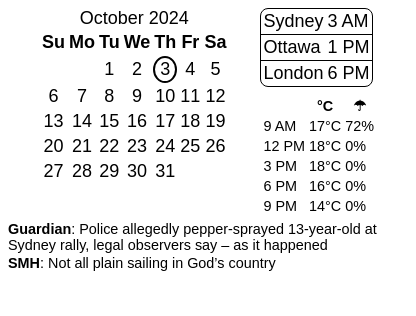 October 2024
Su Mo Tu We Th Fr Sa
1 2 3 4 5
6 7 8 9 10 11 12
13 14 15 16 17 18 19
20 21 22 23 24 25 26
27 28 29 30 31
Sydney 3 AM
Ottawa 1 PM
London 6 PM
°C ☂
9 AM 17°C 72%
12 PM 18°C 0%
3 PM 18°C 0%
6 PM 16°C 0%
9 PM 14°C 0%
Guardian: Police allegedly pepper-sprayed 13-year-old at
Sydney rally, legal observers say – as it happened
SMH: Not all plain sailing in God’s country